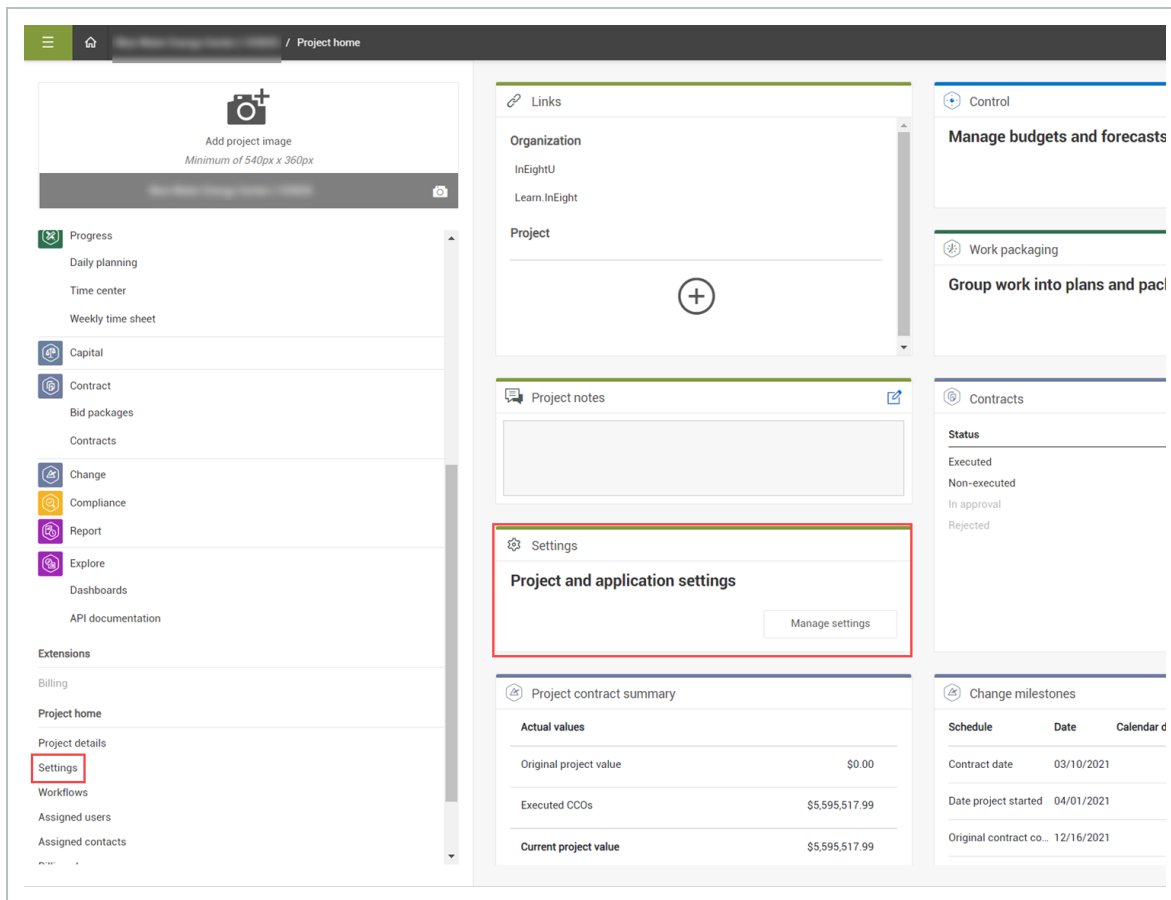 / Project home
Add project image
Minimum of 540px x 360px
Progress
Daily planning
Time center
Weekly time sheet
Capital
Contract
Bid packages
Contracts
Change
Compliance
Report
Explore
Dashboards
API documentation
Extensions
Billing
Project home
Project details
Settings
Workflows
Assigned users
Assigned contacts
Links
Organization
InEightU
Learn.InEight
Project
Project notes
Settings
Project and application settings
Manage settings
Project contract summary
Actual values
Original project value $0.00
Executed CCOs $5,595,517.99
Current project value $5,595,517.99
Control
Manage budgets and forecasts
Work packaging
Group work into plans and
Contracts
Status
Executed
Non-executed
In approval
Rejected
Change milestones
Schedule Date Calendar
Contract date 03/10/2021
Date project started 04/01/2021
Original contract co... 12/16/2021